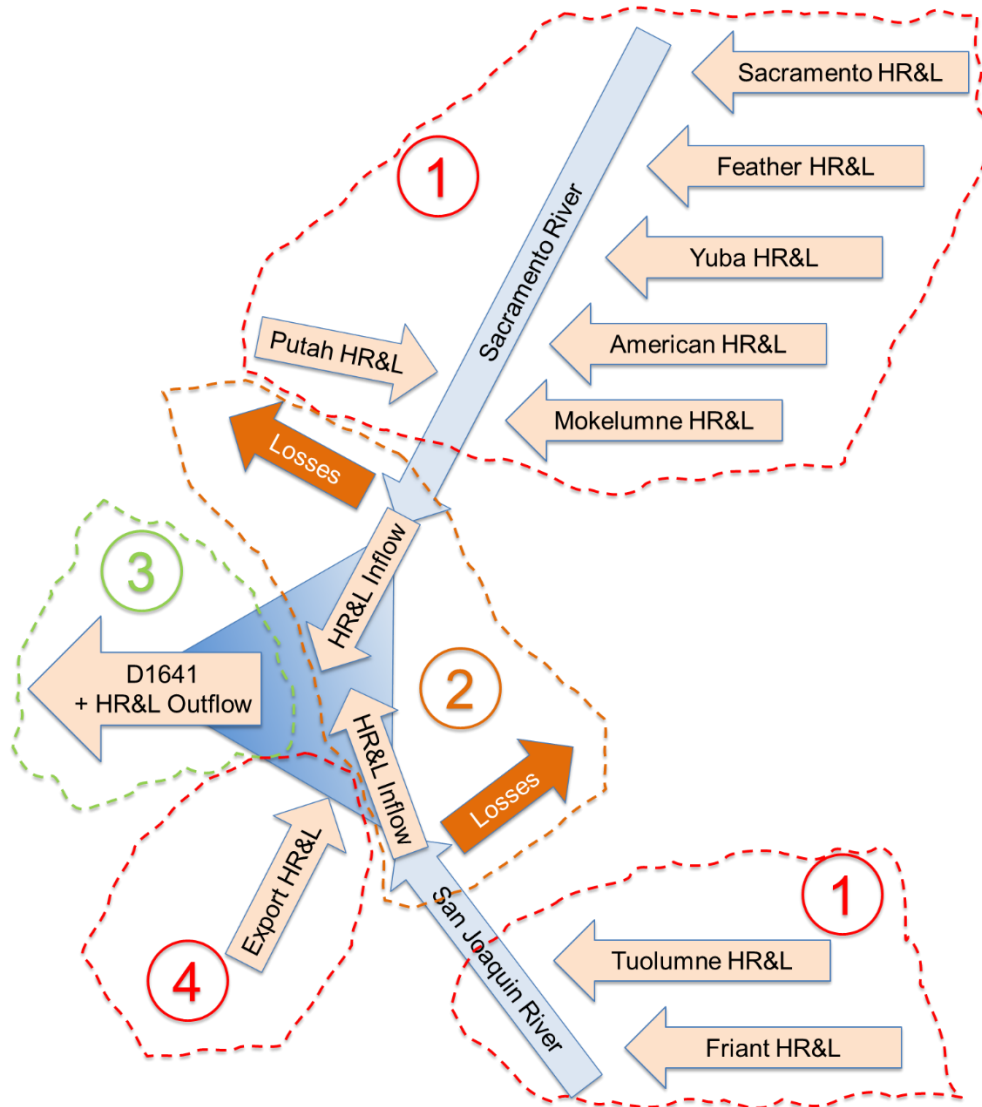 Sacramento HR&L
1
Feather HR&L
Yuba HR&L
Sacramento River
Putah HR&L
American HR&L
Mokelumne HR&L
Losses
3
HR&L Inflow
D1641
+ HR&L Outflow
2
HR&L Inflow
Losses
Export HR&L
4
San Joaquin River
1
Tuolumne HR&L
Friant HR&L